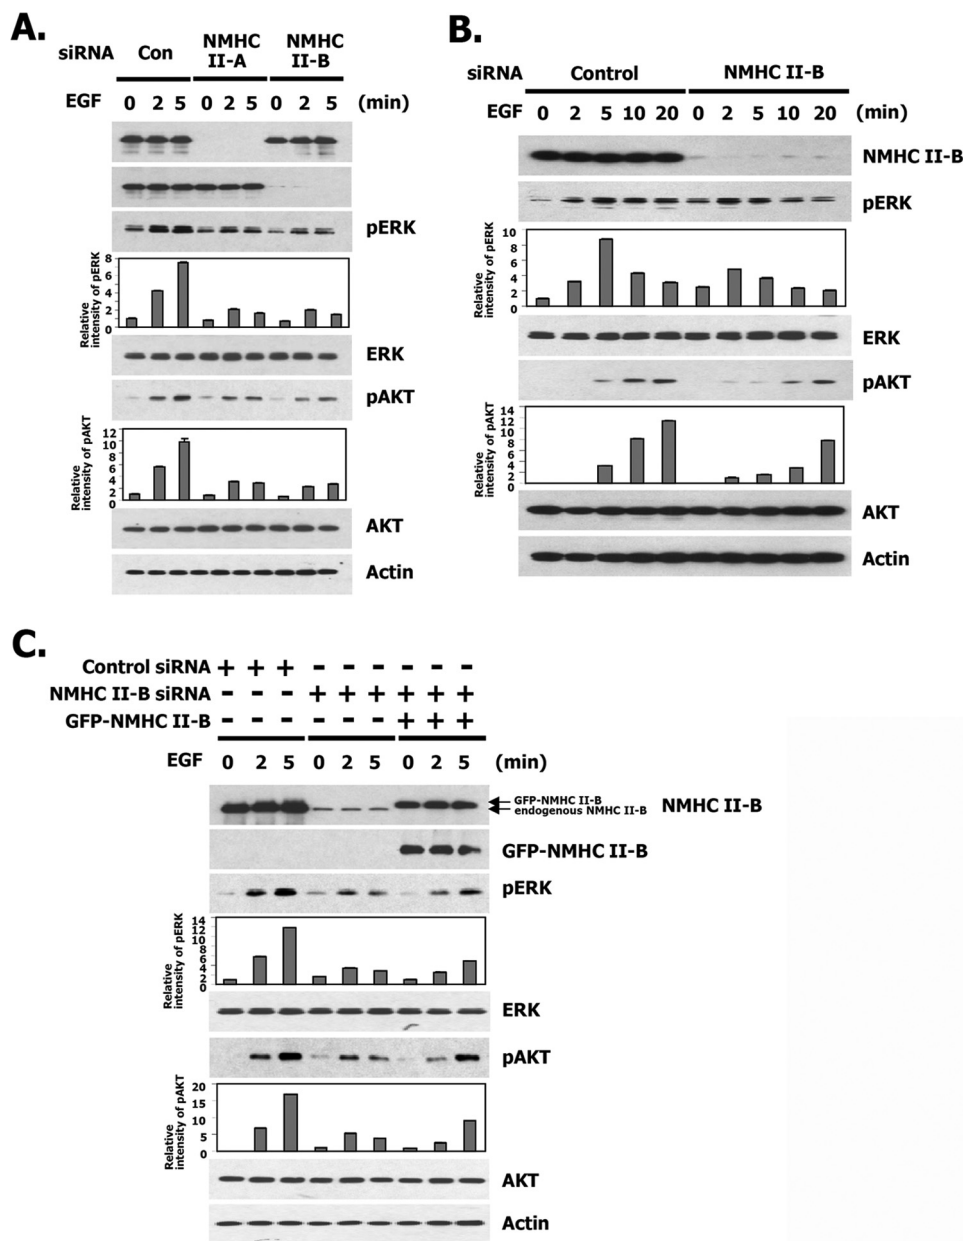 A.
siRNA Con NMHC II-A NMHC II-B
EGF 0 2 5 0 2 5 0 2 5 (min)
pERK
Relative intensity of pERK
8
6
4
2
0
ERK
pAKT
Relative intensity of pAKT
12
10
8
6
4
2
0
AKT
Actin
B.
siRNA Control NMHC II-B
EGF 0 2 5 10 20 0 2 5 10 20 (min)
NMHC II-B
pERK
Relative intensity of pERK
10
8
6
4
2
0
ERK
pAKT
Relative intensity of pAKT
14
12
10
8
6
4
2
0
AKT
Actin
C.
Control siRNA + + + - - - - - -
NMHC II-B siRNA - - - + + + + + +
GFP-NMHC II-B - - - - - - + + +
EGF 0 2 5 0 2 5 0 2 5 (min)
GFP-NMHC II-B
endogenous NMHC II-B
NMHC II-B
GFP-NMHC II-B
pERK
Relative intensity of pERK
14
12
10
8
6
4
2
0
ERK
pAKT
Relative intensity of pAKT
20
15
10
5
0
AKT
Actin